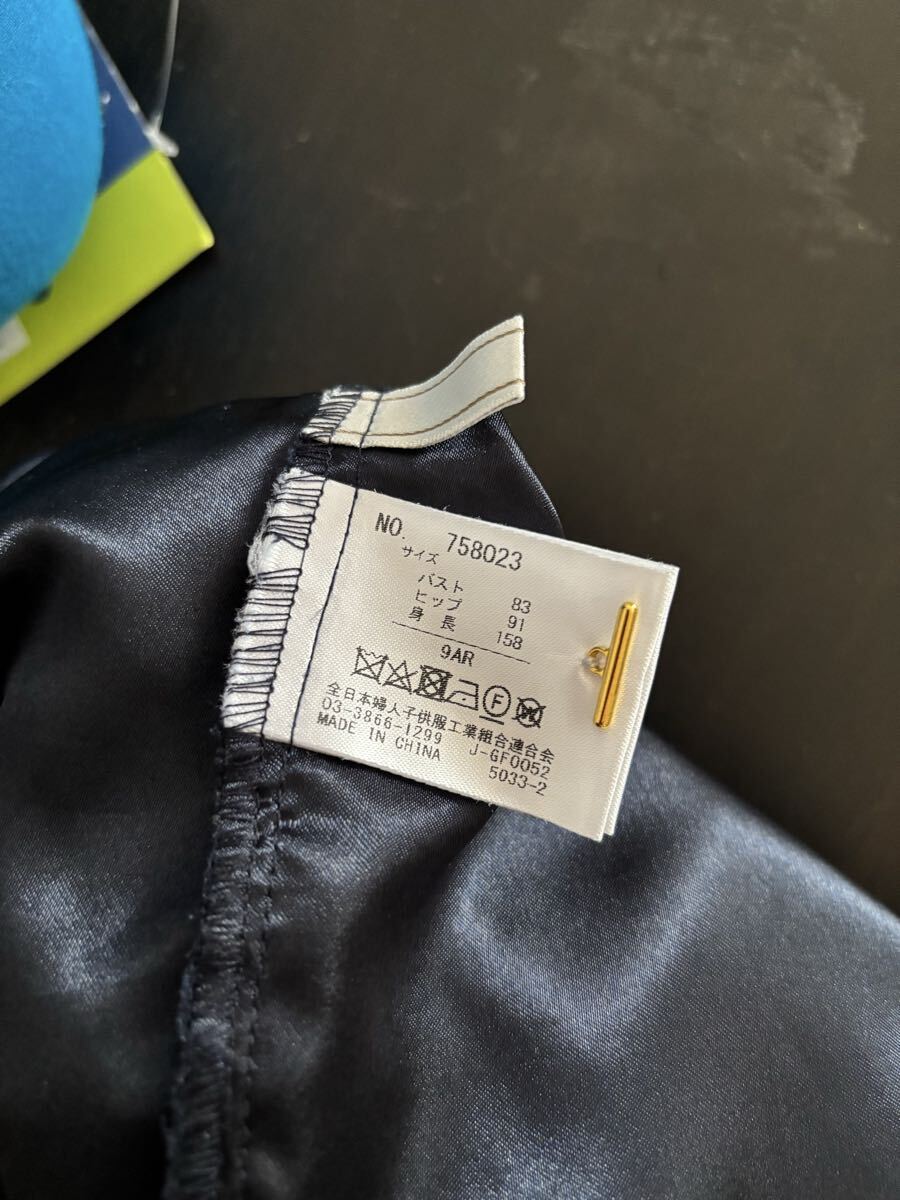 NO. 758023
サイズ
バスト 83
ヒップ 91
身長 158
9AR
F
全日本婦人子供服工業組合連合会
03-3866-1299 J-GF0052
MADE IN CHINA 5033-2